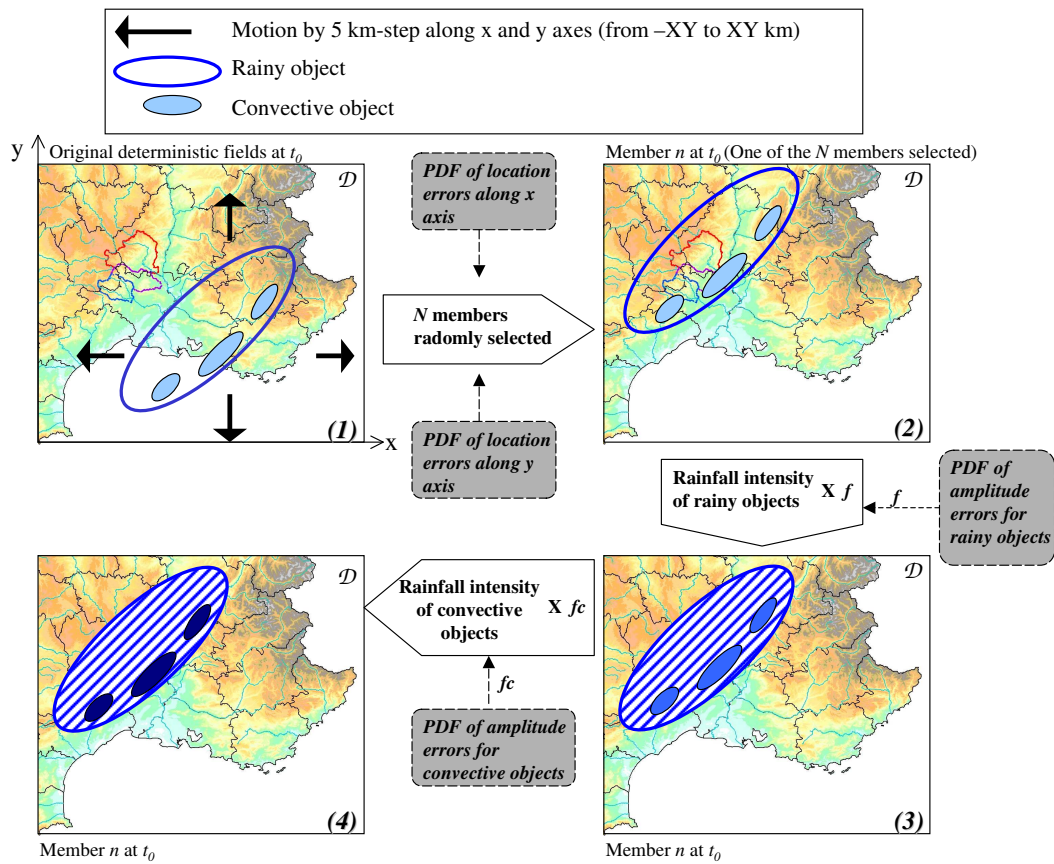 Motion by 5 km-step along x and y axes (from –XY to XY km)
Rainy object
Convective object
y
Original deterministic fields at t0
D
(1)
x
PDF of location
errors along x
axis
N members
radomly selected
PDF of location
errors along y
axis
Member n at t0 (One of the N members selected)
D
(2)
Rainfall intensity
of rainy objects
X f
f
PDF of
amplitude
errors for
rainy objects
D
(3)
Member n at t0
Rainfall intensity
of convective
objects
X fc
fc
PDF of amplitude
errors for
convective objects
D
(4)
Member n at t0